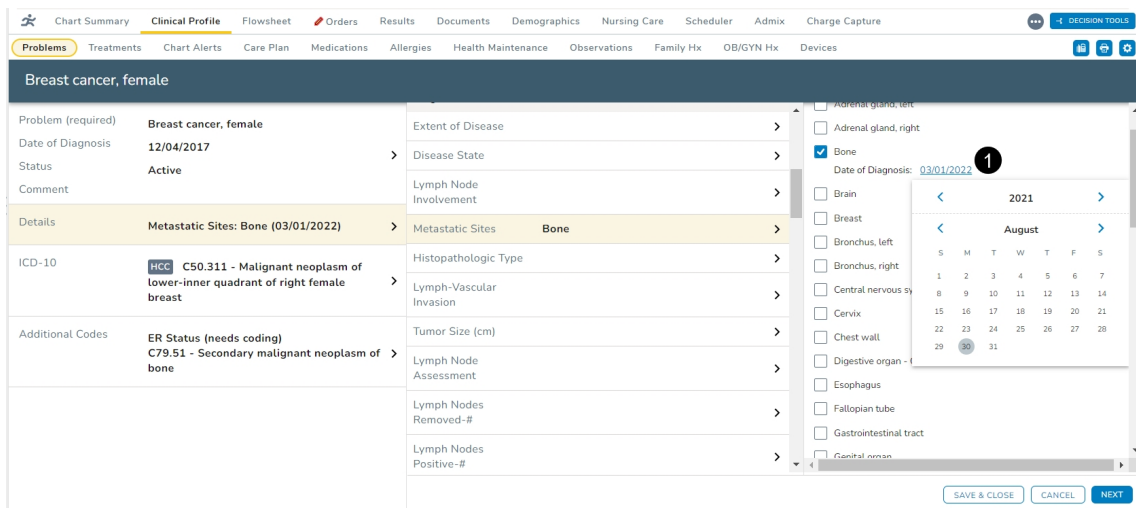 Chart Summary Clinical Profile Flowsheet Orders Results Documents Demographics Nursing Care Scheduler Admix Charge Capture DECISION TOOLS
Problems Treatments Chart Alerts Care Plan Medications Allergies Health Maintenance Observations Family Hx OB/GYN Hx Devices
Breast cancer, female
Problem (required) Breast cancer, female
Date of Diagnosis 12/04/2017
Status Active
Comment
Details Metastatic Sites: Bone (03/01/2022)
ICD-10 HCC C50.311 - Malignant neoplasm of
lower-inner quadrant of right female
breast
Additional Codes ER Status (needs coding)
C79.51 - Secondary malignant neoplasm of
bone
Extent of Disease
Disease State
Lymph Node
Involvement
Metastatic Sites Bone
Histopathologic Type
Lymph-Vascular
Invasion
Tumor Size (cm)
Lymph Node
Assessment
Lymph Nodes
Removed-#
Lymph Nodes
Positive-#
Adrenal gland, left
Adrenal gland, right
Bone
Date of Diagnosis: 03/01/2022 1
Brain
Breast
Bronchus, left
Bronchus, right
Central nervous sy
Cervix
Chest wall
Digestive organ -
Esophagus
Fallopian tube
Gastrointestinal tract
Genital organ
2021
August
S M T W T F S
1 2 3 4 5 6 7
8 9 10 11 12 13 14
15 16 17 18 19 20 21
22 23 24 25 26 27 28
29 30 31
SAVE & CLOSE CANCEL NEXT